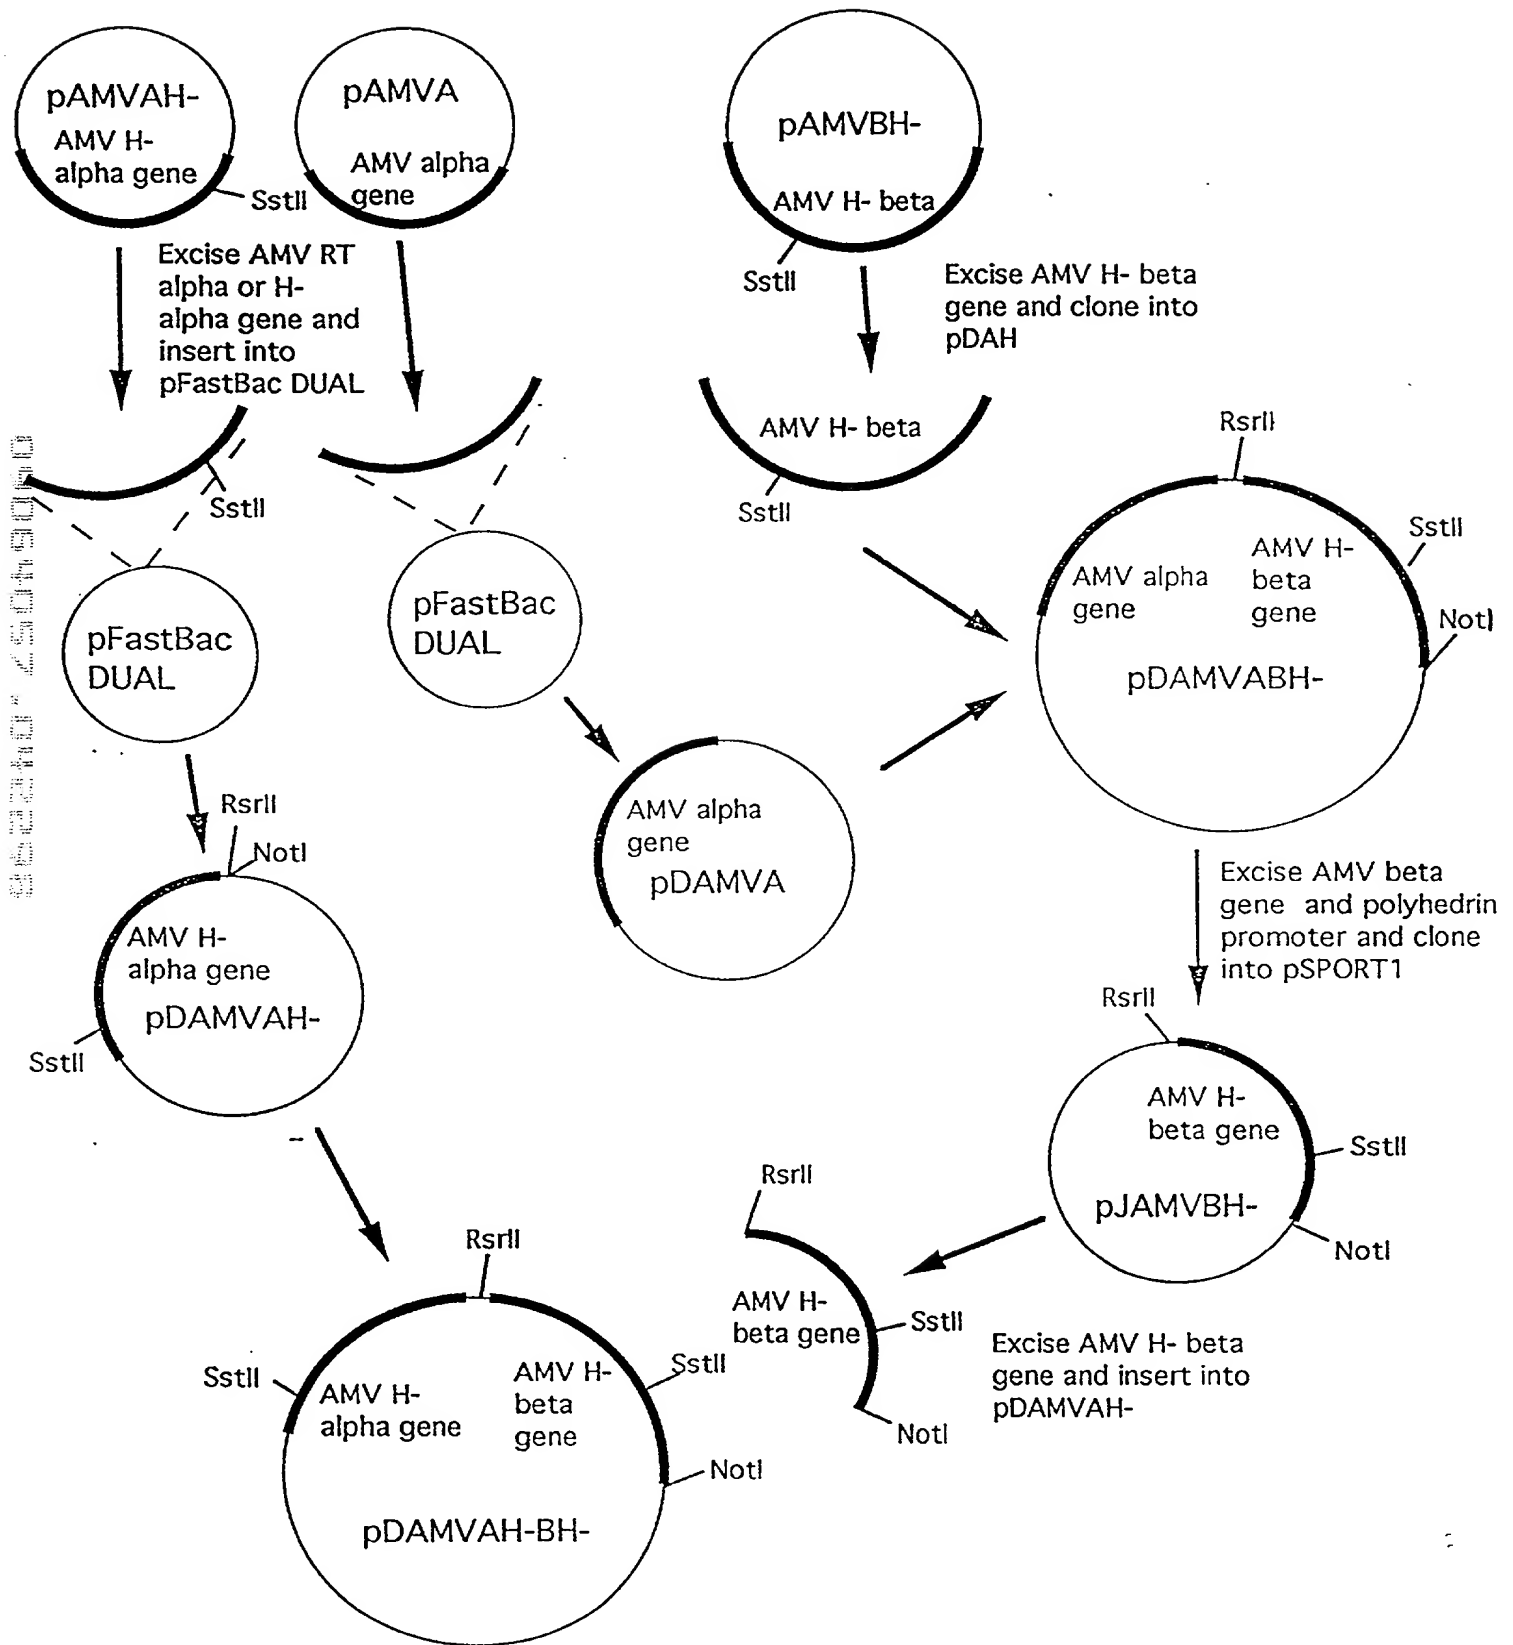 pAMVAH-
AMV H-
alpha gene
SstII
pAMVA
AMV alpha
gene
pAMVBH-
AMV H- beta
SstII
Excise AMV RT
alpha or H-
alpha gene and
insert into
pFastBac DUAL
Excise AMV H- beta
gene and clone into
pDAH
SstII
AMV H- beta
SstII
pFastBac
DUAL
pFastBac
DUAL
RsrII
SstII
AMV alpha
gene
AMV H-
beta
gene
NotI
pDAMVABH-
RsrII
NotI
AMV H-
alpha gene
pDAMVAH-
SstII
AMV alpha
gene
pDAMVA
Excise AMV beta
gene and polyhedrin
promoter and clone
into pSPORT1
RsrII
AMV H-
beta gene
SstII
pJAMVBH-
NotI
RsrII
AMV H-
beta gene
SstII
NotI
Excise AMV H- beta
gene and insert into
pDAMVAH-
RsrII
SstII
AMV H-
alpha gene
AMV H-
beta
gene
SstII
NotI
pDAMVAH-BH-